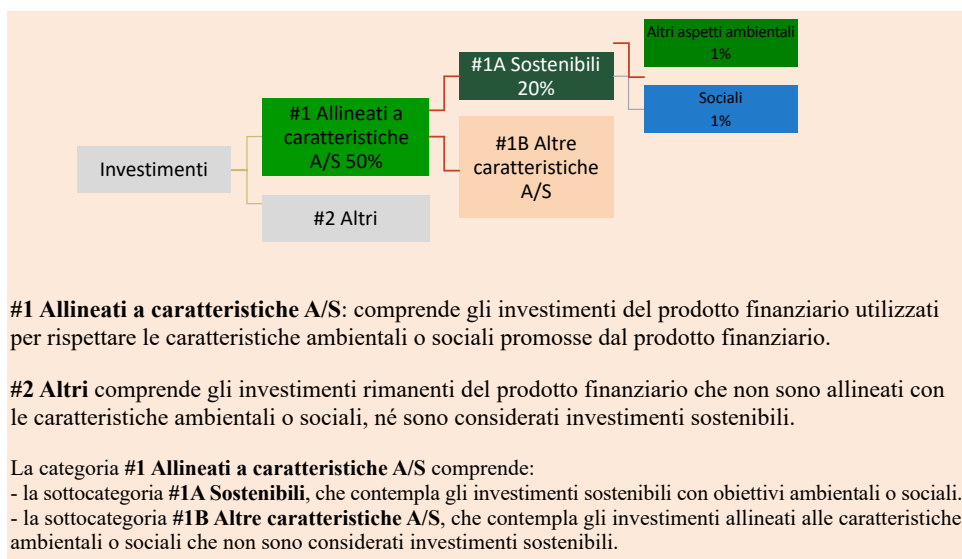 Altri aspetti ambientali
1%
#1A Sostenibili
20%
Sociali
1%
#1 Allineati a
caratteristiche
A/S 50%
#1B Altre
caratteristiche
A/S
Investimenti
#2 Altri
#1 Allineati a caratteristiche A/S: comprende gli investimenti del prodotto finanziario utilizzati
per rispettare le caratteristiche ambientali o sociali promosse dal prodotto finanziario.
#2 Altri comprende gli investimenti rimanenti del prodotto finanziario che non sono allineati con
le caratteristiche ambientali o sociali, né sono considerati investimenti sostenibili.
La categoria #1 Allineati a caratteristiche A/S comprende:
- la sottocategoria #1A Sostenibili, che contempla gli investimenti sostenibili con obiettivi ambientali o sociali.
- la sottocategoria #1B Altre caratteristiche A/S, che contempla gli investimenti allineati alle caratteristiche
ambientali o sociali che non sono considerati investimenti sostenibili.